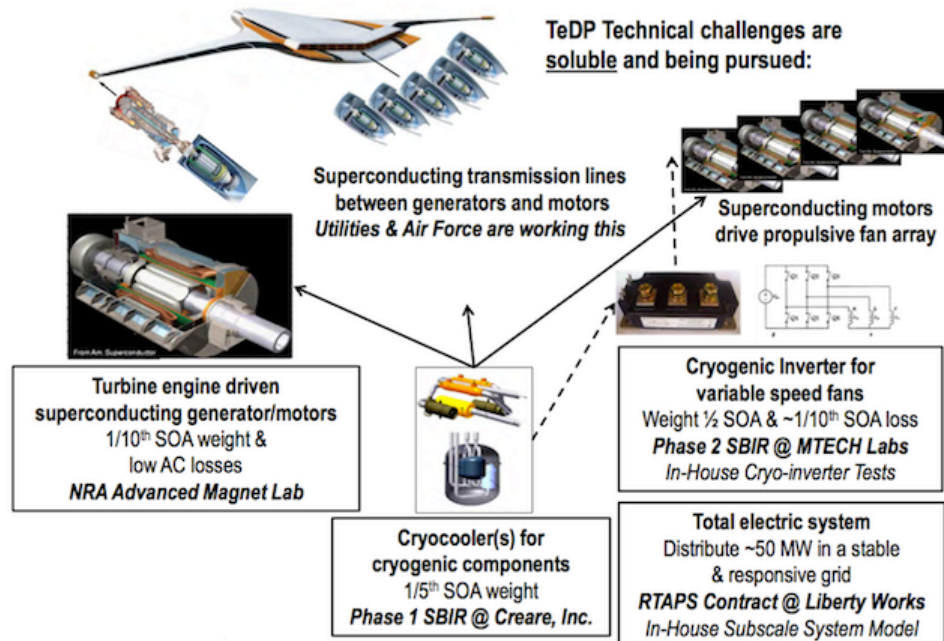 TeDP Technical challenges are
soluble and being pursued:
Superconducting transmission lines
between generators and motors
Utilities & Air Force are working this
Superconducting motors
drive propulsive fan array
From Am. Superconductor
Turbine engine driven
superconducting generator/motors
1/10th SOA weight &
low AC losses
NRA Advanced Magnet Lab
Cryocooler(s) for
cryogenic components
1/5th SOA weight
Phase 1 SBIR @ Creare, Inc.
Cryogenic Inverter for
variable speed fans
Weight ½ SOA & ~1/10th SOA loss
Phase 2 SBIR @ MTECH Labs
In-House Cryo-inverter Tests
Total electric system
Distribute ~50 MW in a stable
& responsive grid
RTAPS Contract @ Liberty Works
In-House Subscale System Model